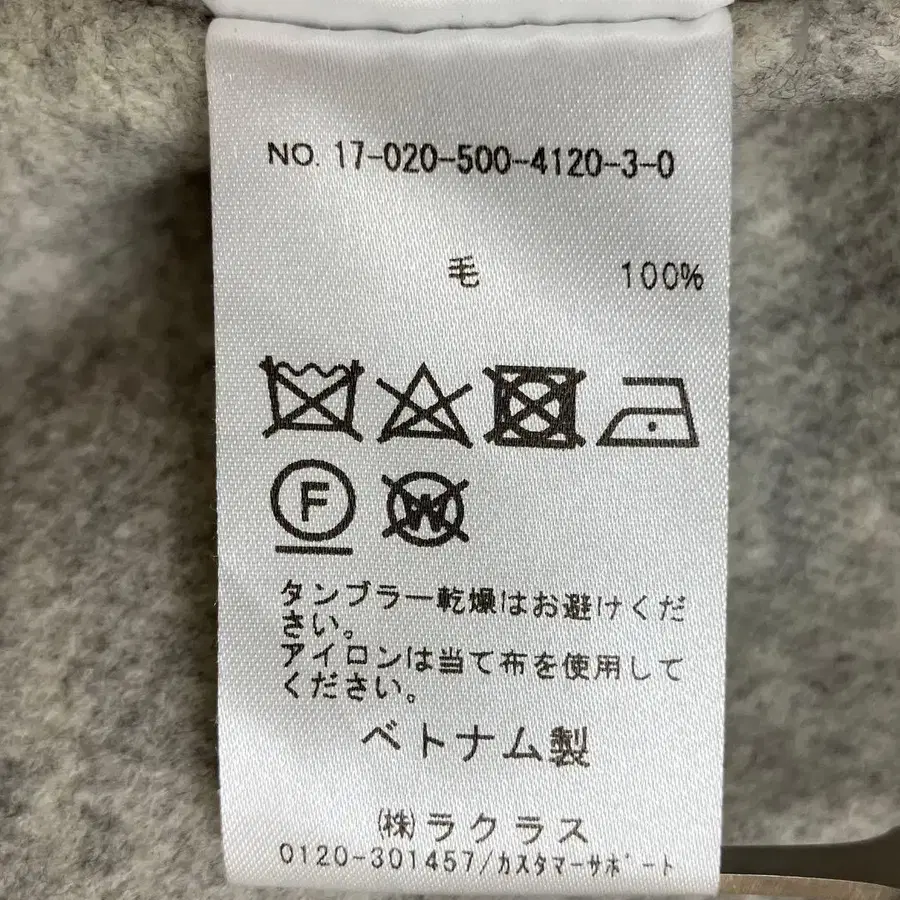 NO. 17-020-500-4120-3-0
毛 100%
F W
タンブラー乾燥はお避けくだ
さい。
アイロンは当て布を使用して
ください。
ベトナム製
㈱ラクラス
0120-301457/ｶｽﾀﾏｰｻﾎﾟｰﾄ